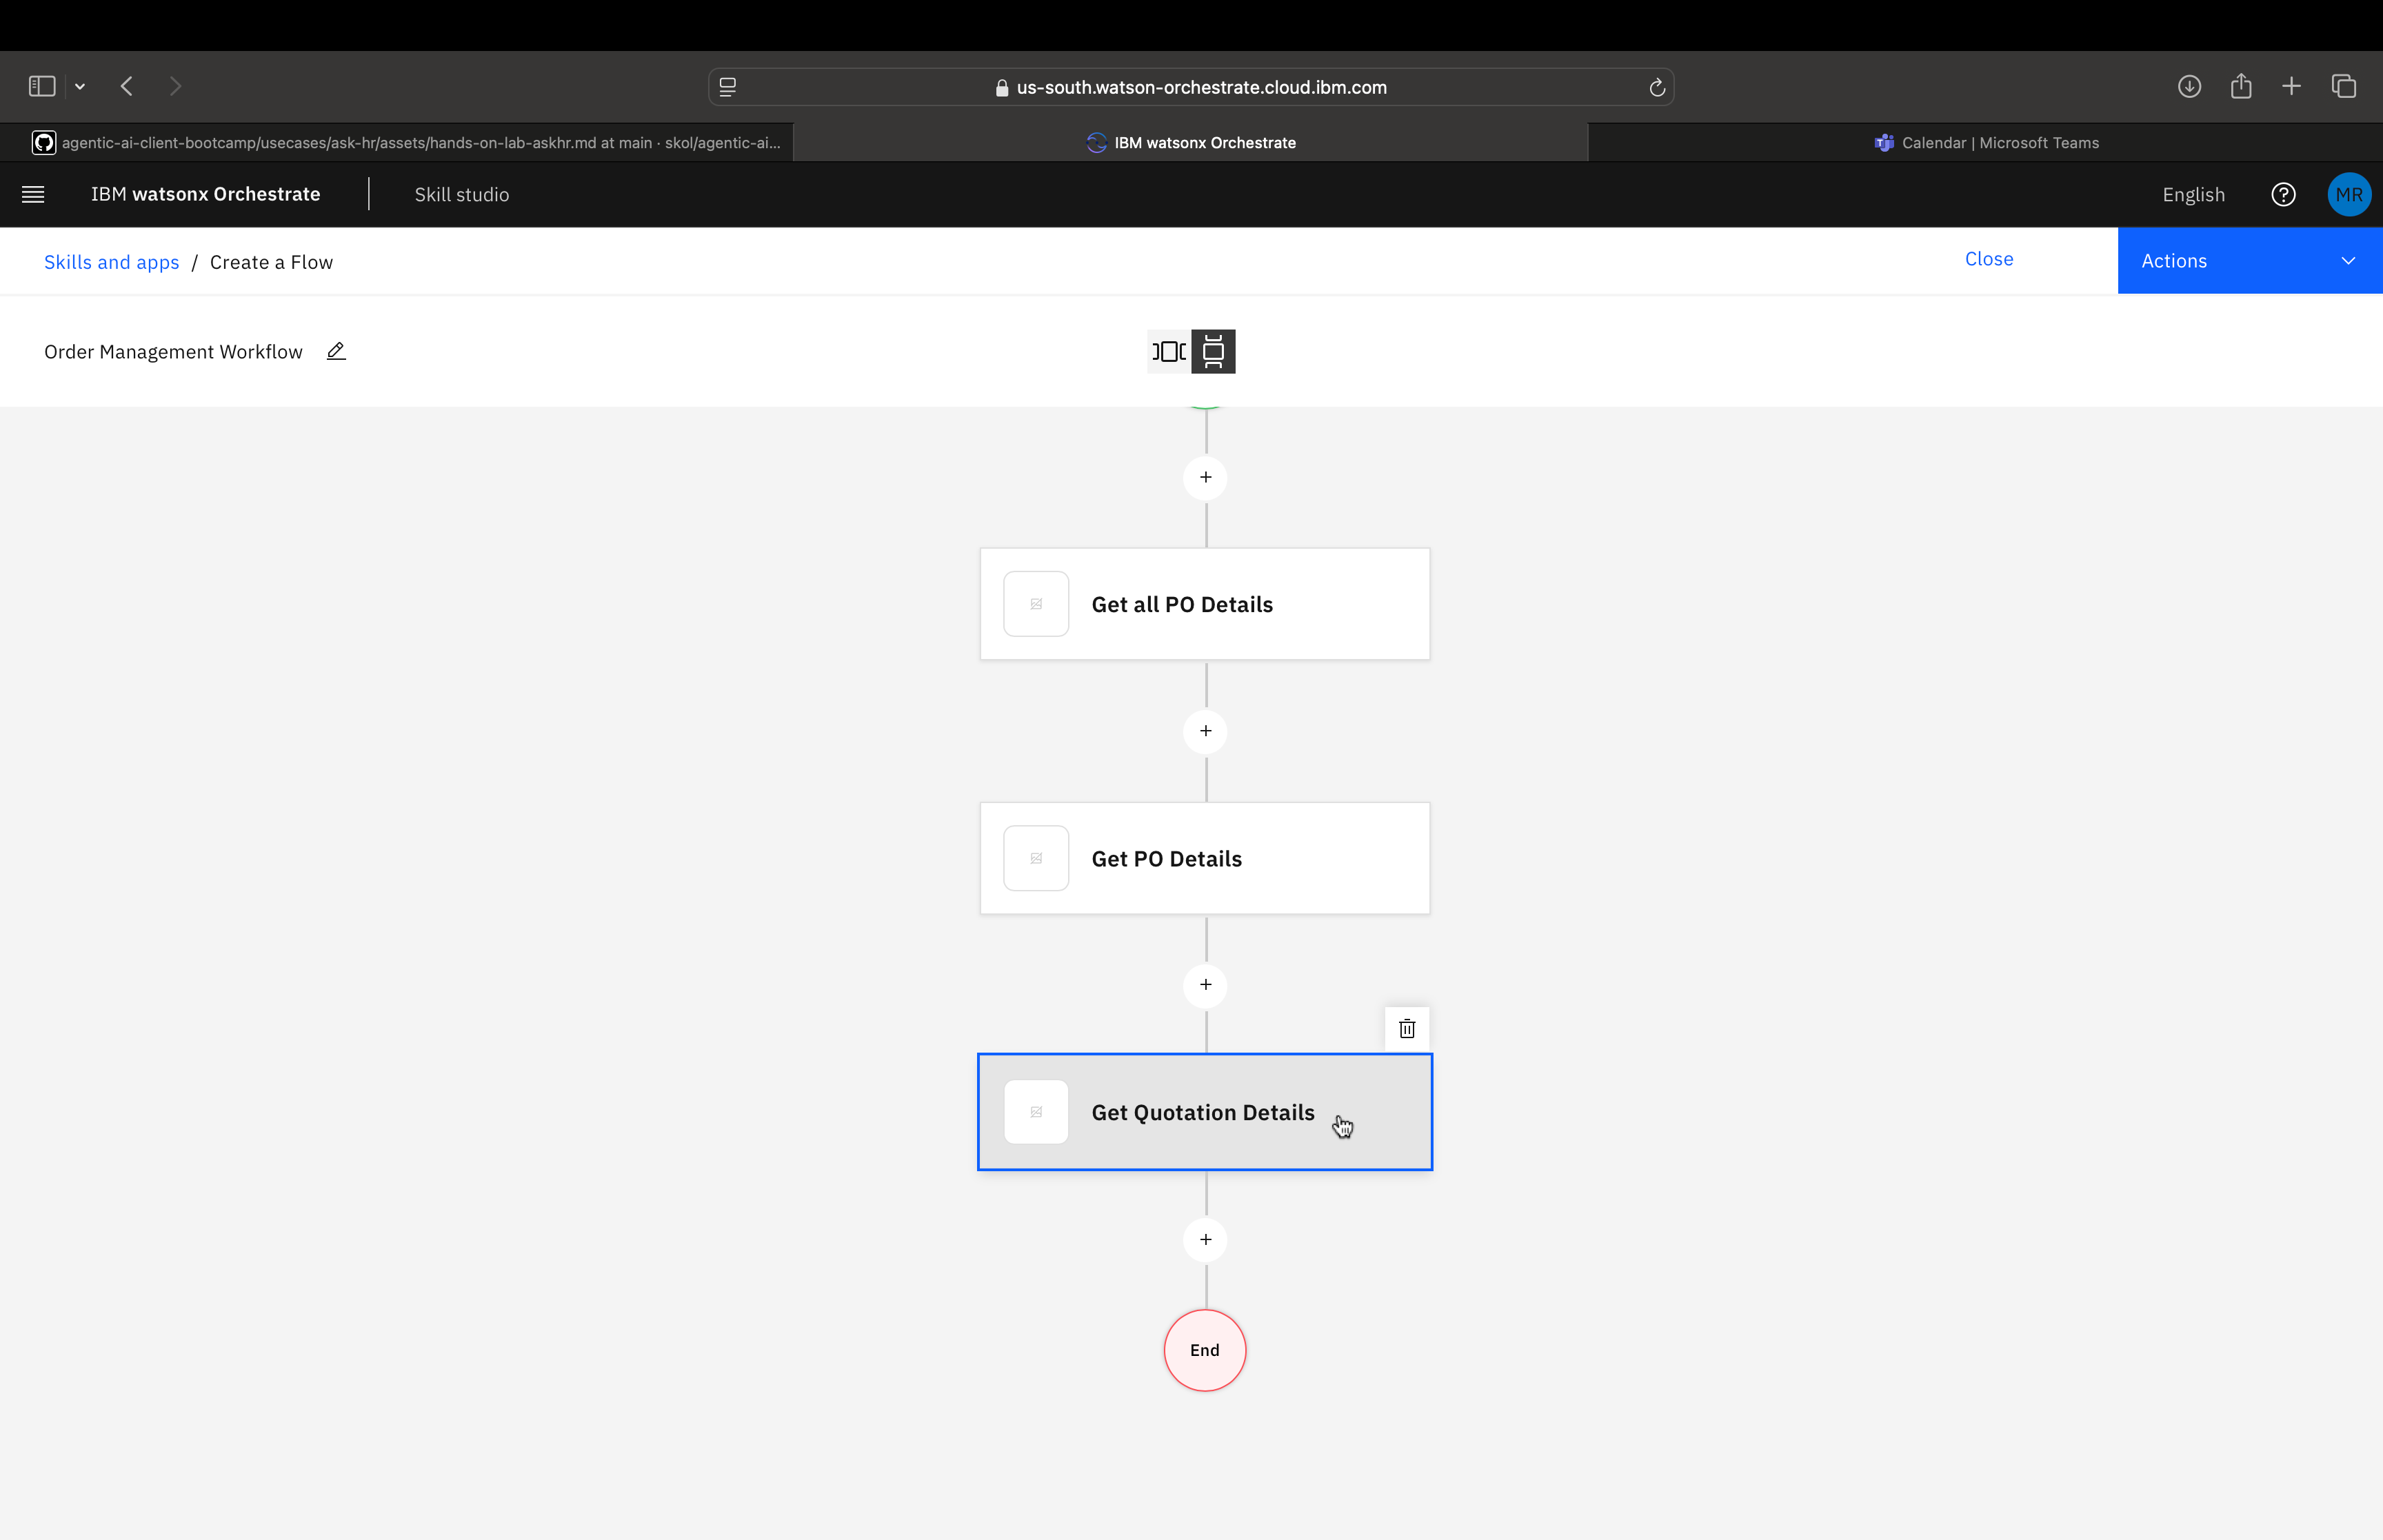 us-south.watson-orchestrate.cloud.ibm.com
agentic-ai-client-bootcamp/usecases/ask-hr/assets/hands-on-lab-askhr.md at main · skol/agentic-ai...
IBM watsonx Orchestrate
Calendar | Microsoft Teams
IBM watsonx Orchestrate
Skill studio
English
MR
Skills and apps / Create a Flow
Close
Actions
Order Management Workflow
Get all PO Details
Get PO Details
Get Quotation Details
End